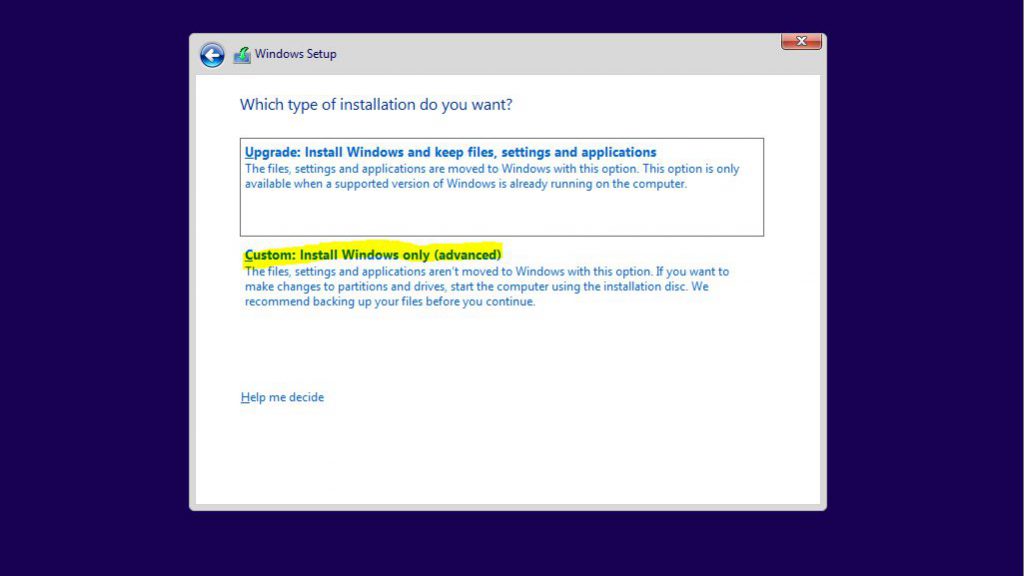 Windows Setup
Which type of installation do you want?
Upgrade: Install Windows and keep files, settings and applications
The files, settings and applications are moved to Windows with this option. This option is only
available when a supported version of Windows is already running on the computer.
Custom: Install Windows only (advanced)
The files, settings and applications aren't moved to Windows with this option. If you want to
make changes to partitions and drives, start the computer using the installation disc. We
recommend backing up your files before you continue.
Help me decide